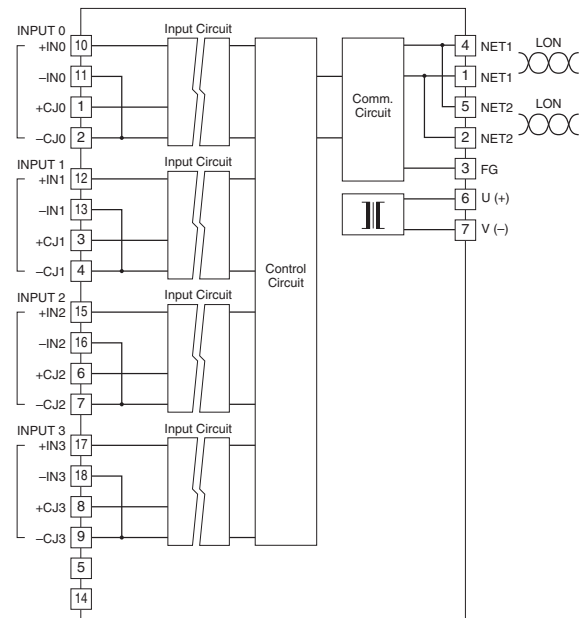 INPUT 0
+IN0 10
–IN0 11
+CJ0 1
–CJ0 2
Input Circuit
INPUT 1
+IN1 12
–IN1 13
+CJ1 3
–CJ1 4
Input Circuit
INPUT 2
+IN2 15
–IN2 16
+CJ2 6
–CJ2 7
Input Circuit
INPUT 3
+IN3 17
–IN3 18
+CJ3 8
–CJ3 9
Input Circuit
5
14
Control
Circuit
Comm.
Circuit
4 NET1 LON
1 NET1
5 NET2 LON
2 NET2
3 FG
6 U (+)
7 V (–)